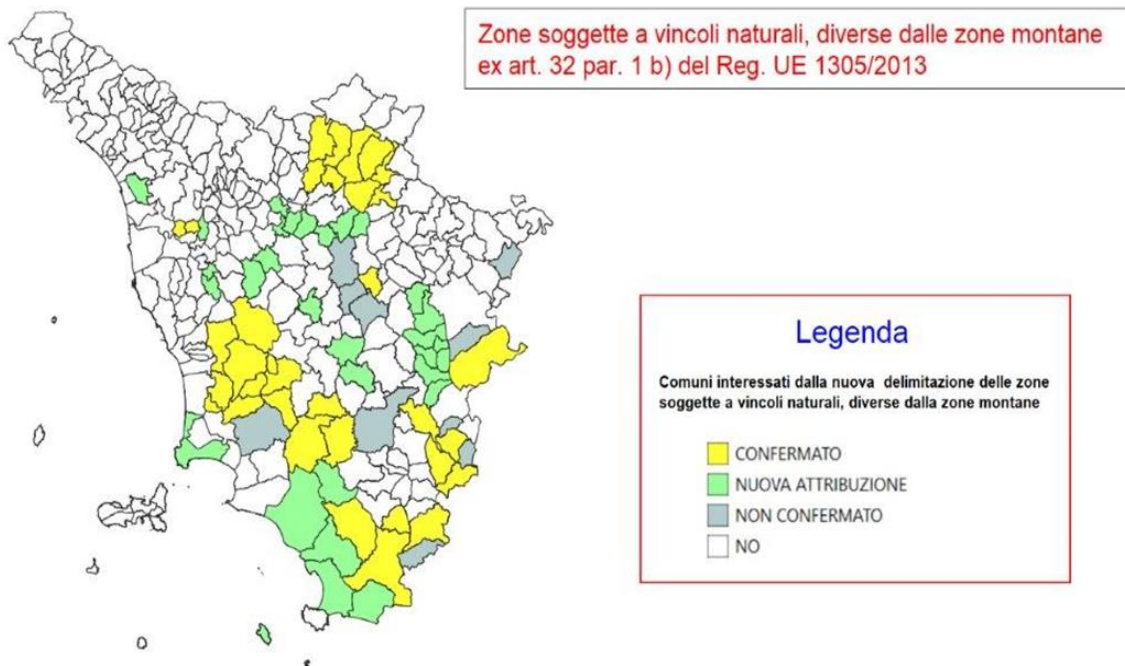 Zone soggette a vincoli naturali, diverse dalle zone montane
ex art. 32 par. 1 b) del Reg. UE 1305/2013
Legenda
Comuni interessati dalla nuova delimitazione delle zone
soggette a vincoli naturali, diverse dalla zone montane
CONFERMATO
NUOVA ATTRIBUZIONE
NON CONFERMATO
NO